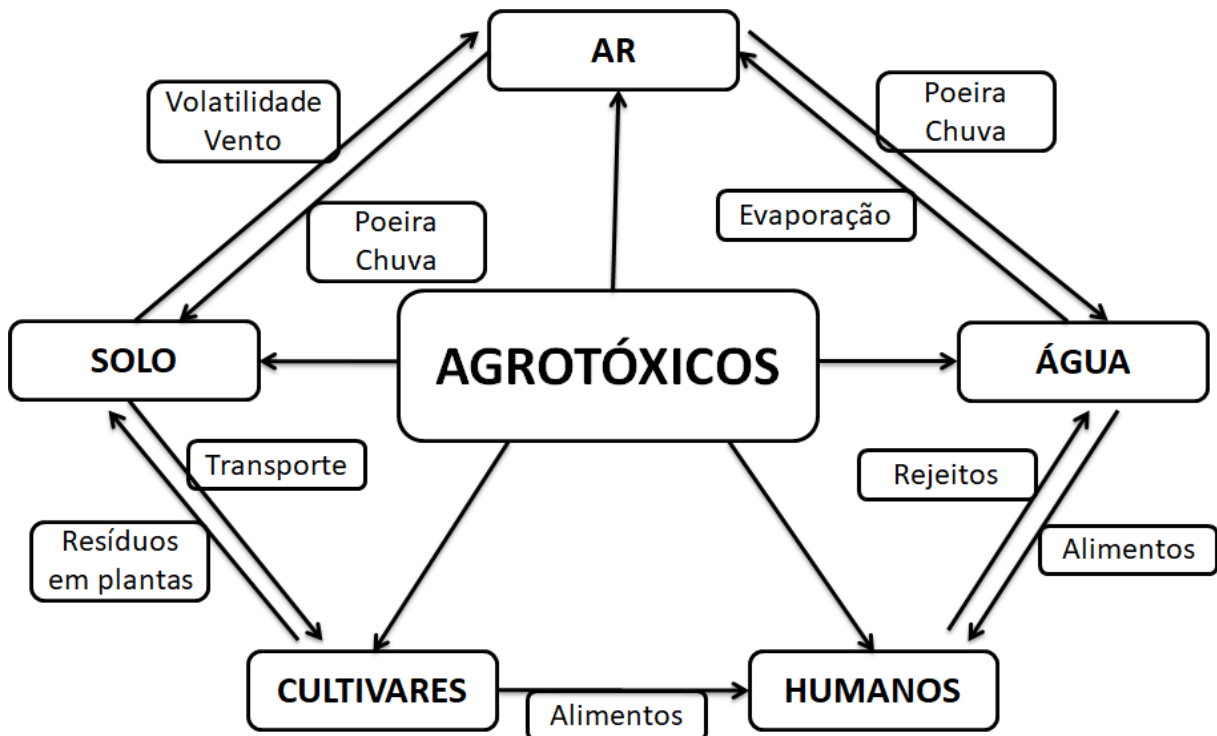 AR
Volatilidade
Vento
Poeira
Chuva
Evaporação
Poeira
Chuva
SOLO
AGROTÓXICOS
ÁGUA
Transporte
Rejeitos
Resíduos
em plantas
Alimentos
CULTIVARES
Alimentos
HUMANOS